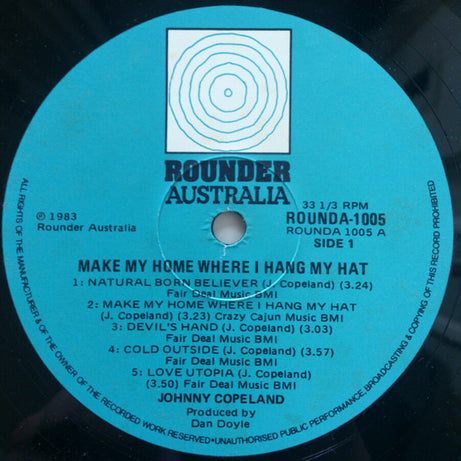 ROUNDER
AUSTRALIA
33 1/3 RPM
ROUNDA-1005
ROUNDA 1005 A
SIDE 1
℗ 1983
Rounder Australia
MAKE MY HOME WHERE I HANG MY HAT
1: NATURAL BORN BELIEVER (J. Copeland) (3.24)
Fair Deal Music BMI
2: MAKE MY HOME WHERE I HANG MY HAT
(J. Copeland) (3.23) Crazy Cajun Music BMI
3: DEVIL'S HAND (J. Copeland) (3.03)
Fair Deal Music BMI
4: COLD OUTSIDE (J. Copeland) (3.57)
Fair Deal Music BMI
5: LOVE UTOPIA (J. Copeland)
(3.50) Fair Deal Music BMI
JOHNNY COPELAND
Produced by
Dan Doyle
ALL RIGHTS OF THE MANUFACTURER & OF THE OWNER OF THE RECORDED WORK RESERVED•UNAUTHORISED PUBLIC PERFORMANCE, BROADCASTING & COPYING OF THIS RECORD PROHIBITED